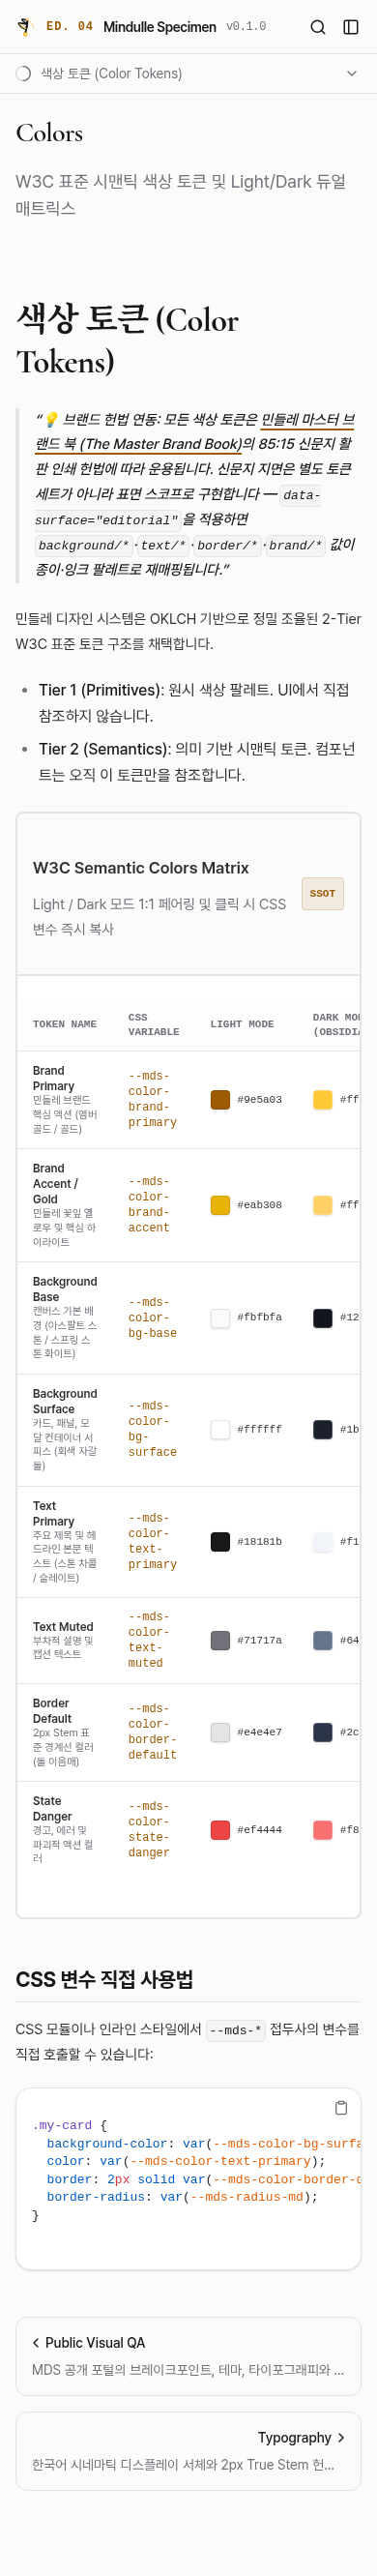 ED. 04 Mindulle Specimen v0.1.0
색상 토큰 (Color Tokens)
Colors
W3C 표준 시맨틱 색상 토큰 및 Light/Dark 듀얼
매트릭스
색상 토큰 (Color
Tokens)
“💡 브랜드 헌법 연동: 모든 색상 토큰은 민들레 마스터 브
랜드 북 (The Master Brand Book)의 85:15 신문지 활
판 인쇄 헌법에 따라 운용됩니다. 신문지 지면은 별도 토큰
세트가 아니라 표면 스코프로 구현합니다 — data-
surface="editorial" 을 적용하면
background/* · text/* · border/* · brand/* 값이
종이·잉크 팔레트로 재매핑됩니다.”
민들레 디자인 시스템은 OKLCH 기반으로 정밀 조율된 2-Tier
W3C 표준 토큰 구조를 채택합니다.
• Tier 1 (Primitives): 원시 색상 팔레트. UI에서 직접
참조하지 않습니다.
• Tier 2 (Semantics): 의미 기반 시맨틱 토큰. 컴포넌
트는 오직 이 토큰만을 참조합니다.
W3C Semantic Colors Matrix
Light / Dark 모드 1:1 페어링 및 클릭 시 CSS
변수 즉시 복사
SSOT
TOKEN NAME
CSS
VARIABLE
LIGHT MODE
DARK MO
(OBSIDIA
Brand
Primary
민들레 브랜드
핵심 액션 (앰버
골드 / 골드)
--mds-
color-
brand-
primary
#9e5a03
#ff
Brand
Accent /
Gold
민들레 꽃잎 옐
로우 및 핵심 하
이라이트
--mds-
color-
brand-
accent
#eab308
#ff
Background
Base
캔버스 기본 배
경 (아스팔트 스
톤 / 스프링 스
톤 화이트)
--mds-
color-
bg-base
#fbfbfa
#12
Background
Surface
카드, 패널, 모
달 컨테이너 서
피스 (회색 자갈
돌)
--mds-
color-
bg-
surface
#ffffff
#1b
Text
Primary
주요 제목 및 헤
드라인 본문 텍
스트 (스톤 차콜
/ 슬레이트)
--mds-
color-
text-
primary
#18181b
#f1
Text Muted
부차적 설명 및
캡션 텍스트
--mds-
color-
text-
muted
#71717a
#64
Border
Default
2px Stem 표
준 경계선 컬러
(돌 이음매)
--mds-
color-
border-
default
#e4e4e7
#2c
State
Danger
경고, 에러 및
파괴적 액션 컬
러
--mds-
color-
state-
danger
#ef4444
#f8
CSS 변수 직접 사용법
CSS 모듈이나 인라인 스타일에서 --mds-* 접두사의 변수를
직접 호출할 수 있습니다:
.my-card {
background-color: var(--mds-color-bg-surfa
color: var(--mds-color-text-primary);
border: 2px solid var(--mds-color-border-d
border-radius: var(--mds-radius-md);
}
Public Visual QA
MDS 공개 포털의 브레이크포인트, 테마, 타이포그래피와 ...
Typography
한국어 시네마틱 디스플레이 서체와 2px True Stem 헌...